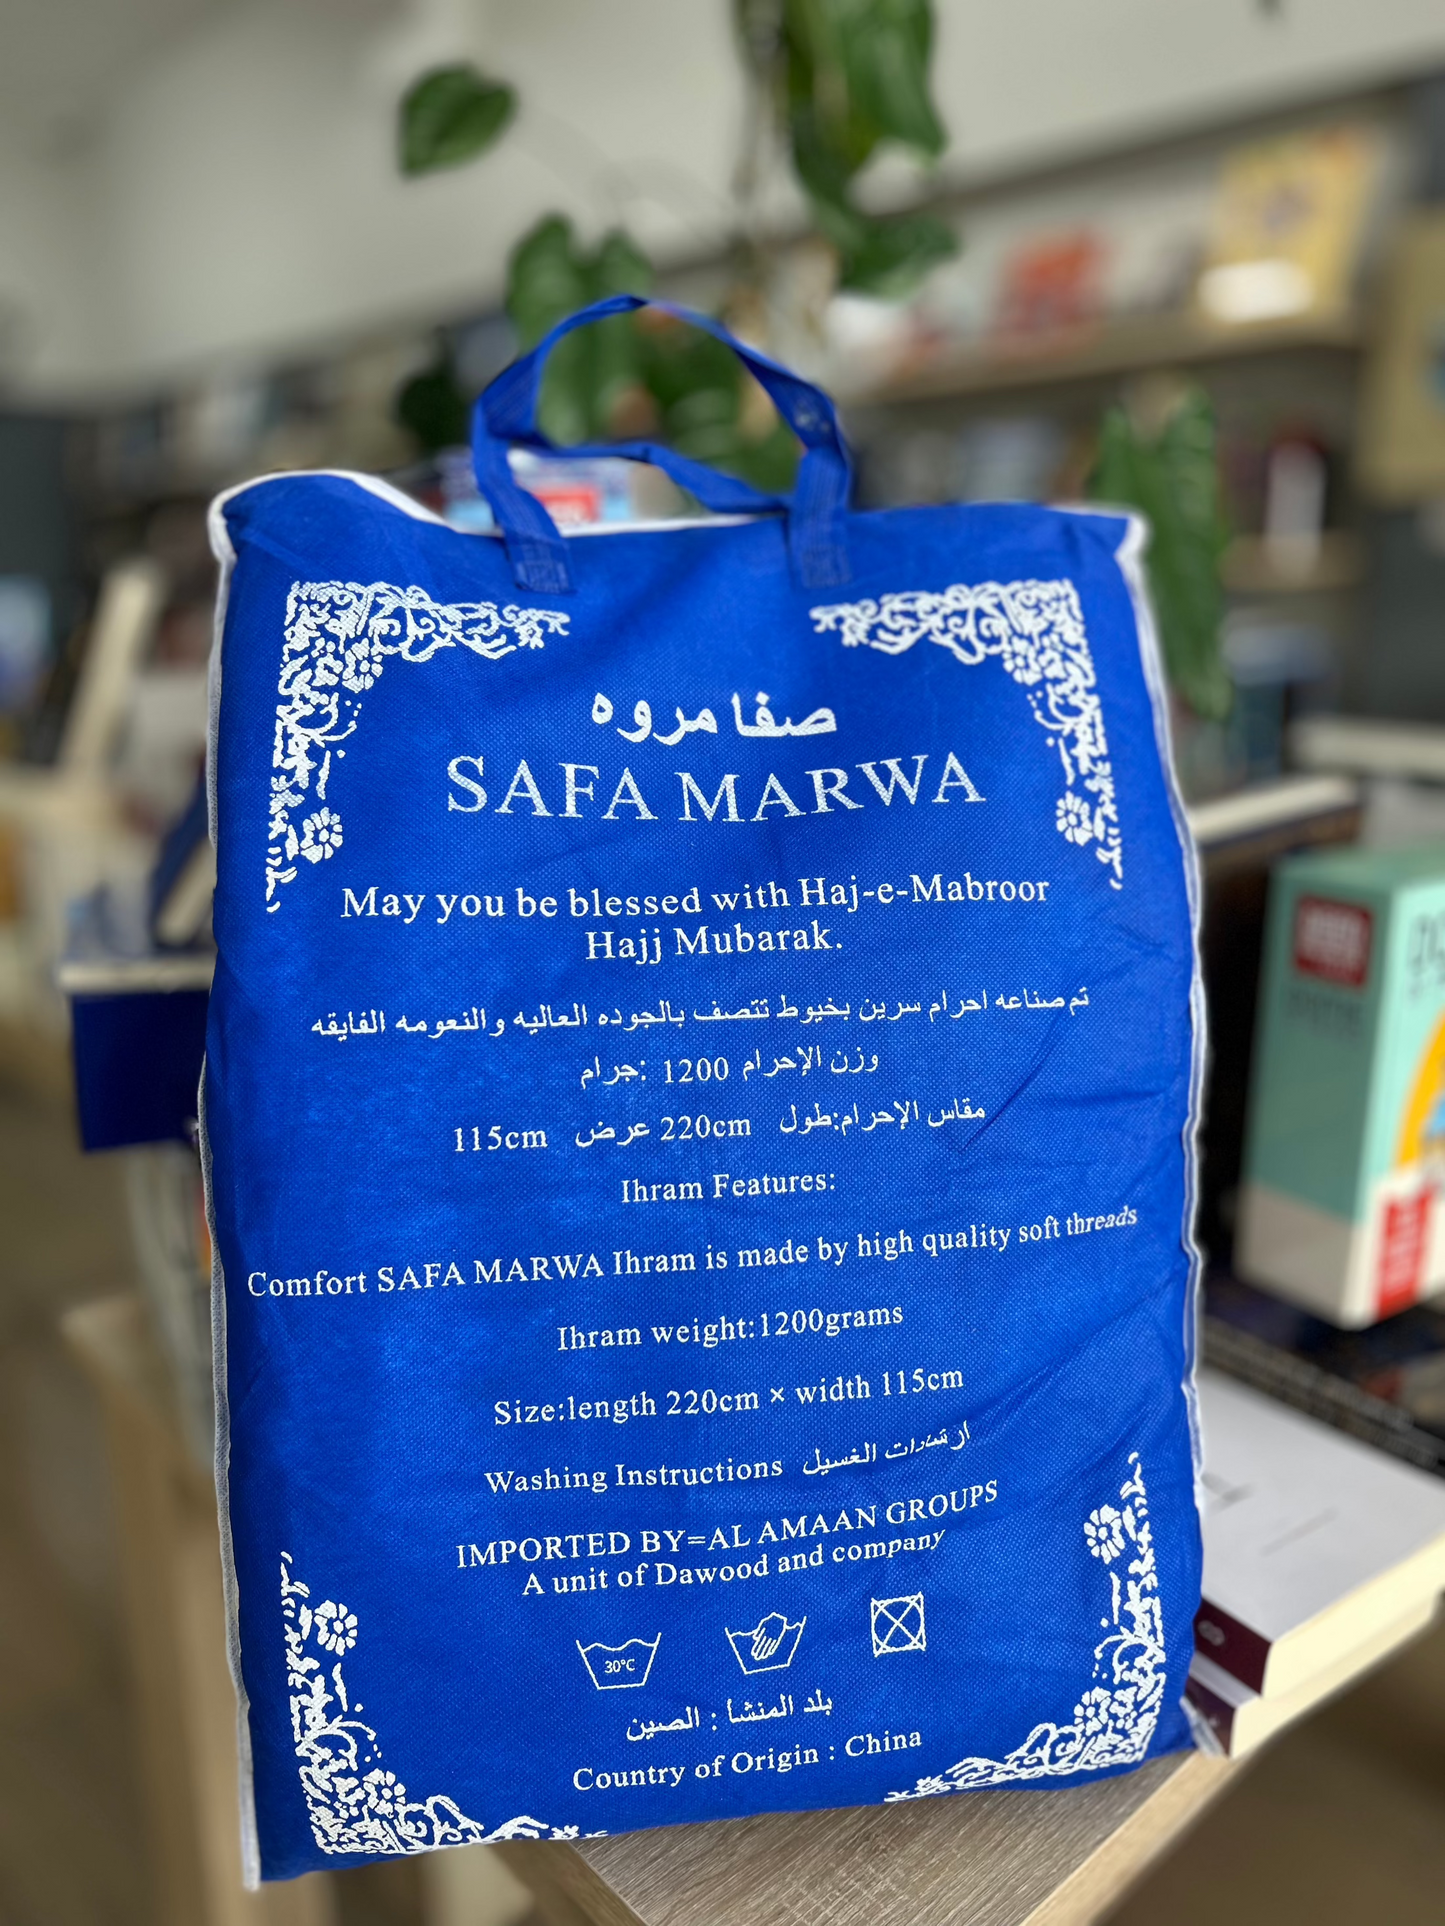 صفا مروه
SAFA MARWA
May you be blessed with Haj-e-Mabroor
Hajj Mubarak.
تم صناعه احرام سرين بخيوط تتصف بالجوده العاليه والنعومه الفايقه
وزن الإحرام 1200 :جرام
مقاس الإحرام:طول 220cm عرض 115cm
Ihram Features:
Comfort SAFA MARWA Ihram is made by high quality soft threads
Ihram weight:1200grams
Size:length 220cm × width 115cm
Washing Instructions ارشادات الغسيل
IMPORTED BY=AL AMAAN GROUPS
A unit of Dawood and company
30°C
بلد المنشأ : الصين
Country of Origin : China